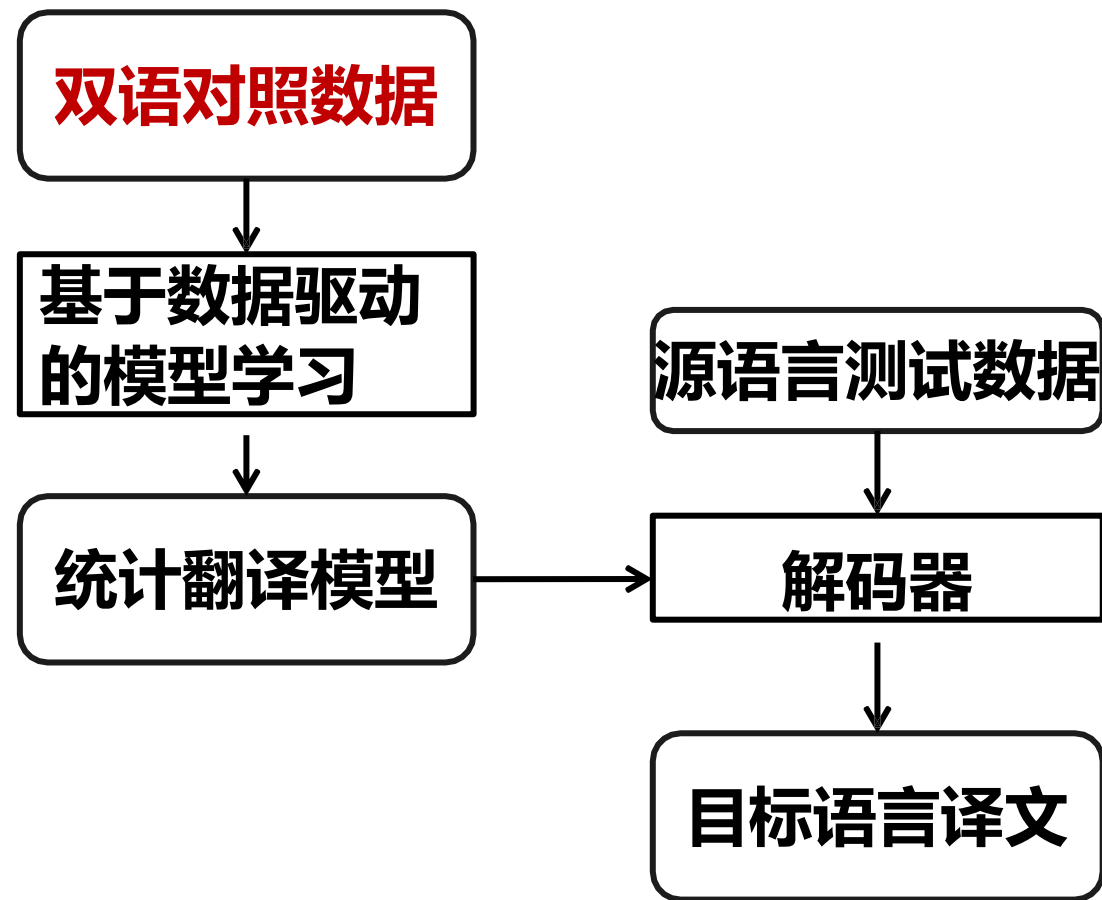 双语对照数据
基于数据驱动
的模型学习
统计翻译模型
源语言测试数据
解码器
目标语言译文